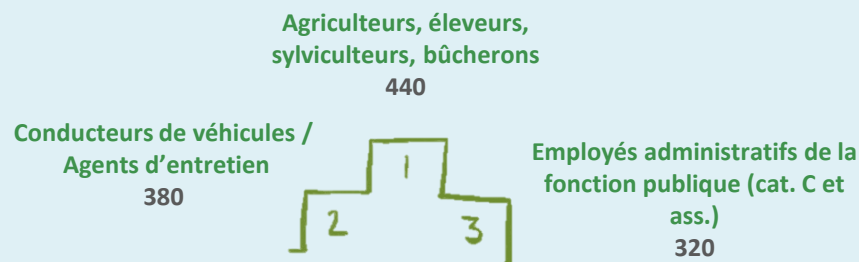 Agriculteurs, éleveurs,
sylviculteurs, bûcherons
440
Conducteurs de véhicules /
Agents d’entretien
380
Employés administratifs de la
fonction publique (cat. C et
ass.)
320
1
2
3